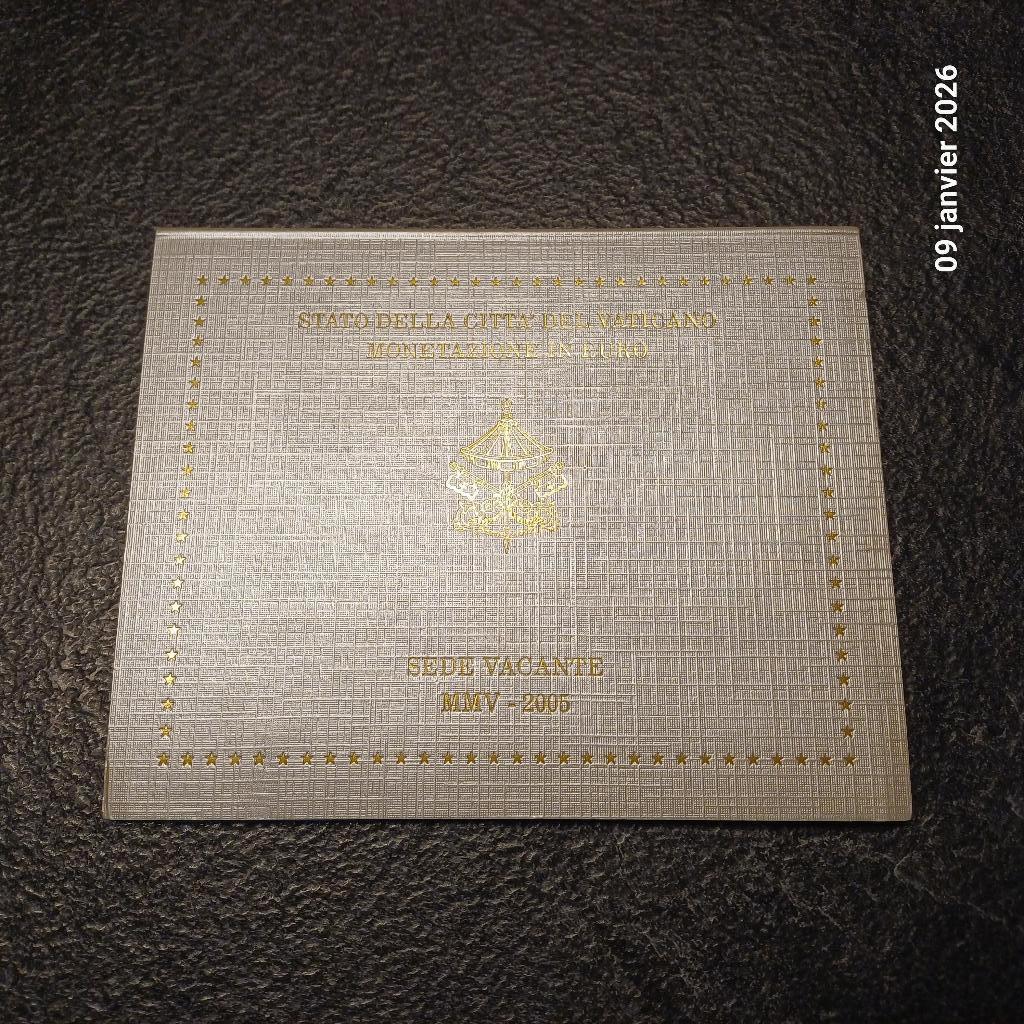 STATO DELLA CITTA' DEL VATICANO
MONETAZIONE IN EURO
SEDE VACANTE
MMV - 2005
09 janvier 2026